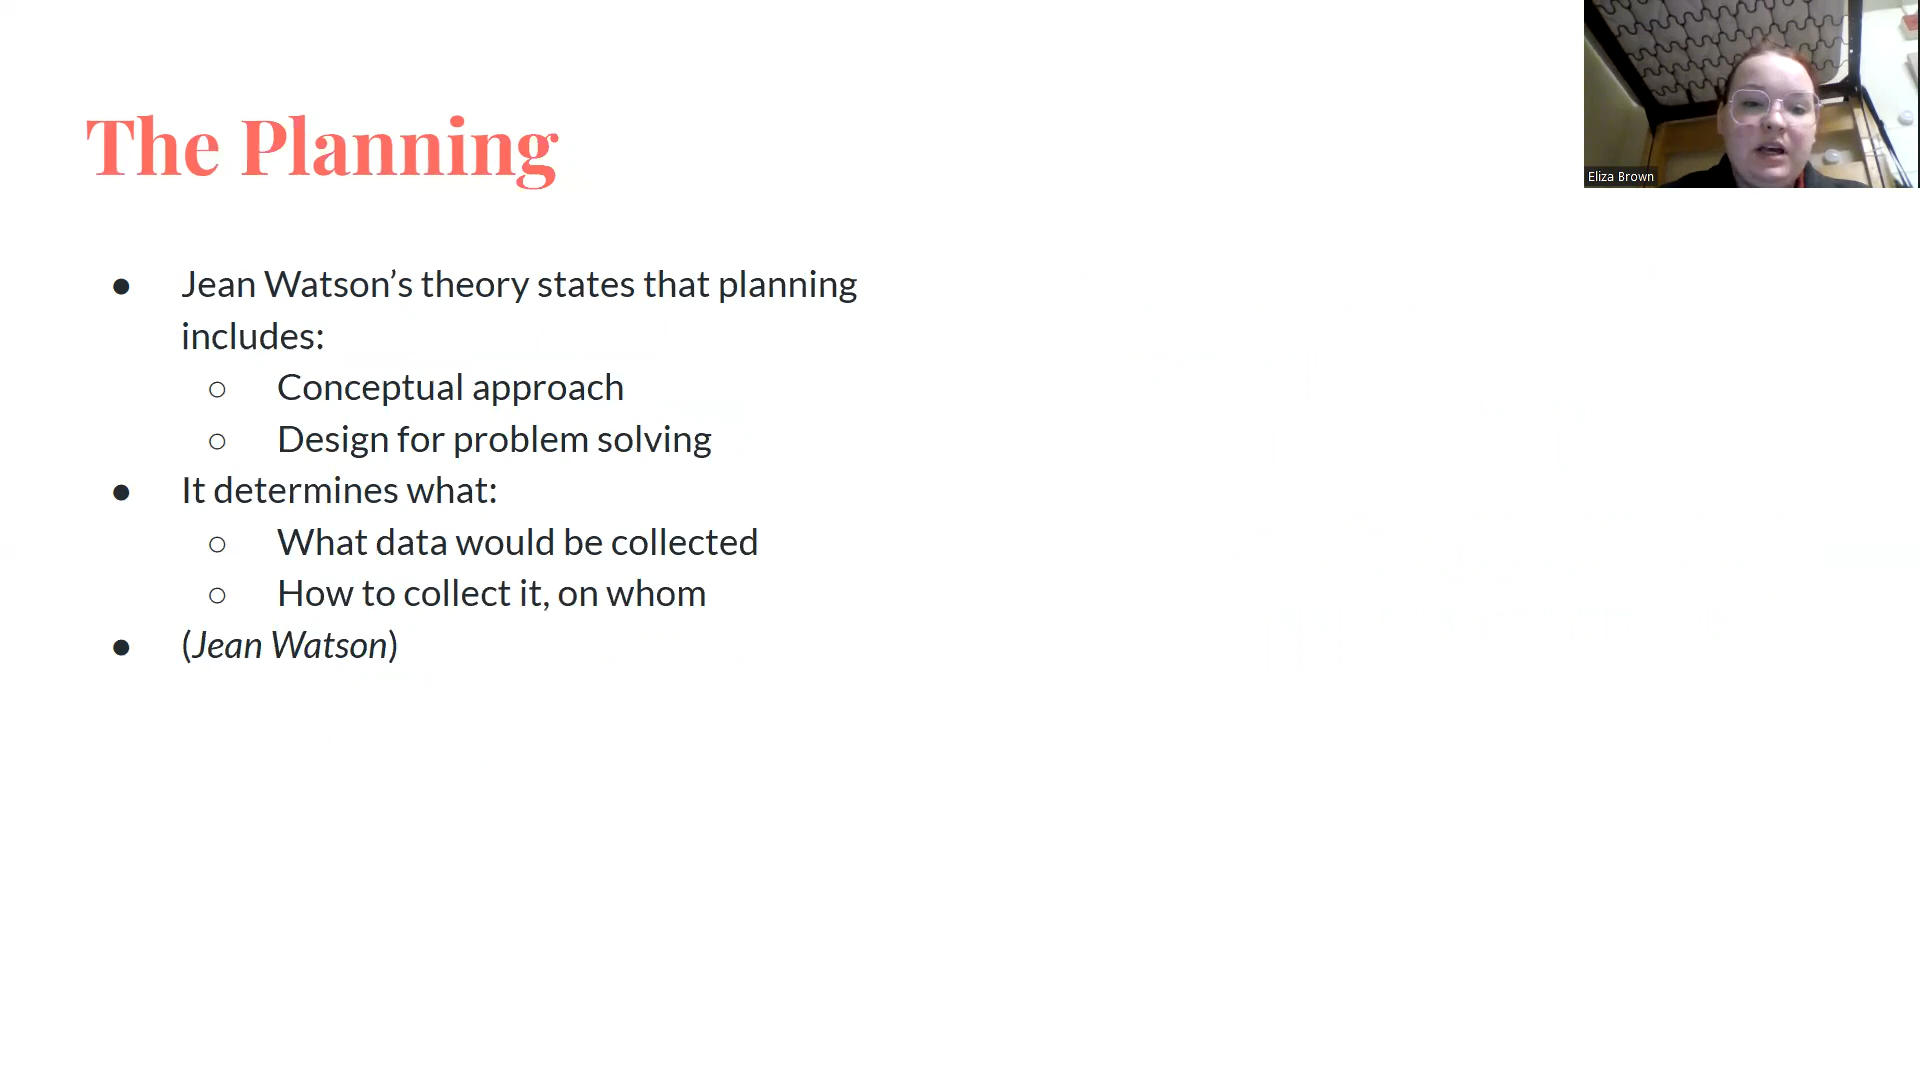 The Planning
● Jean Watson’s theory states that planning
includes:
○ Conceptual approach
○ Design for problem solving
● It determines what:
○ What data would be collected
○ How to collect it, on whom
● (Jean Watson)
Eliza Brown